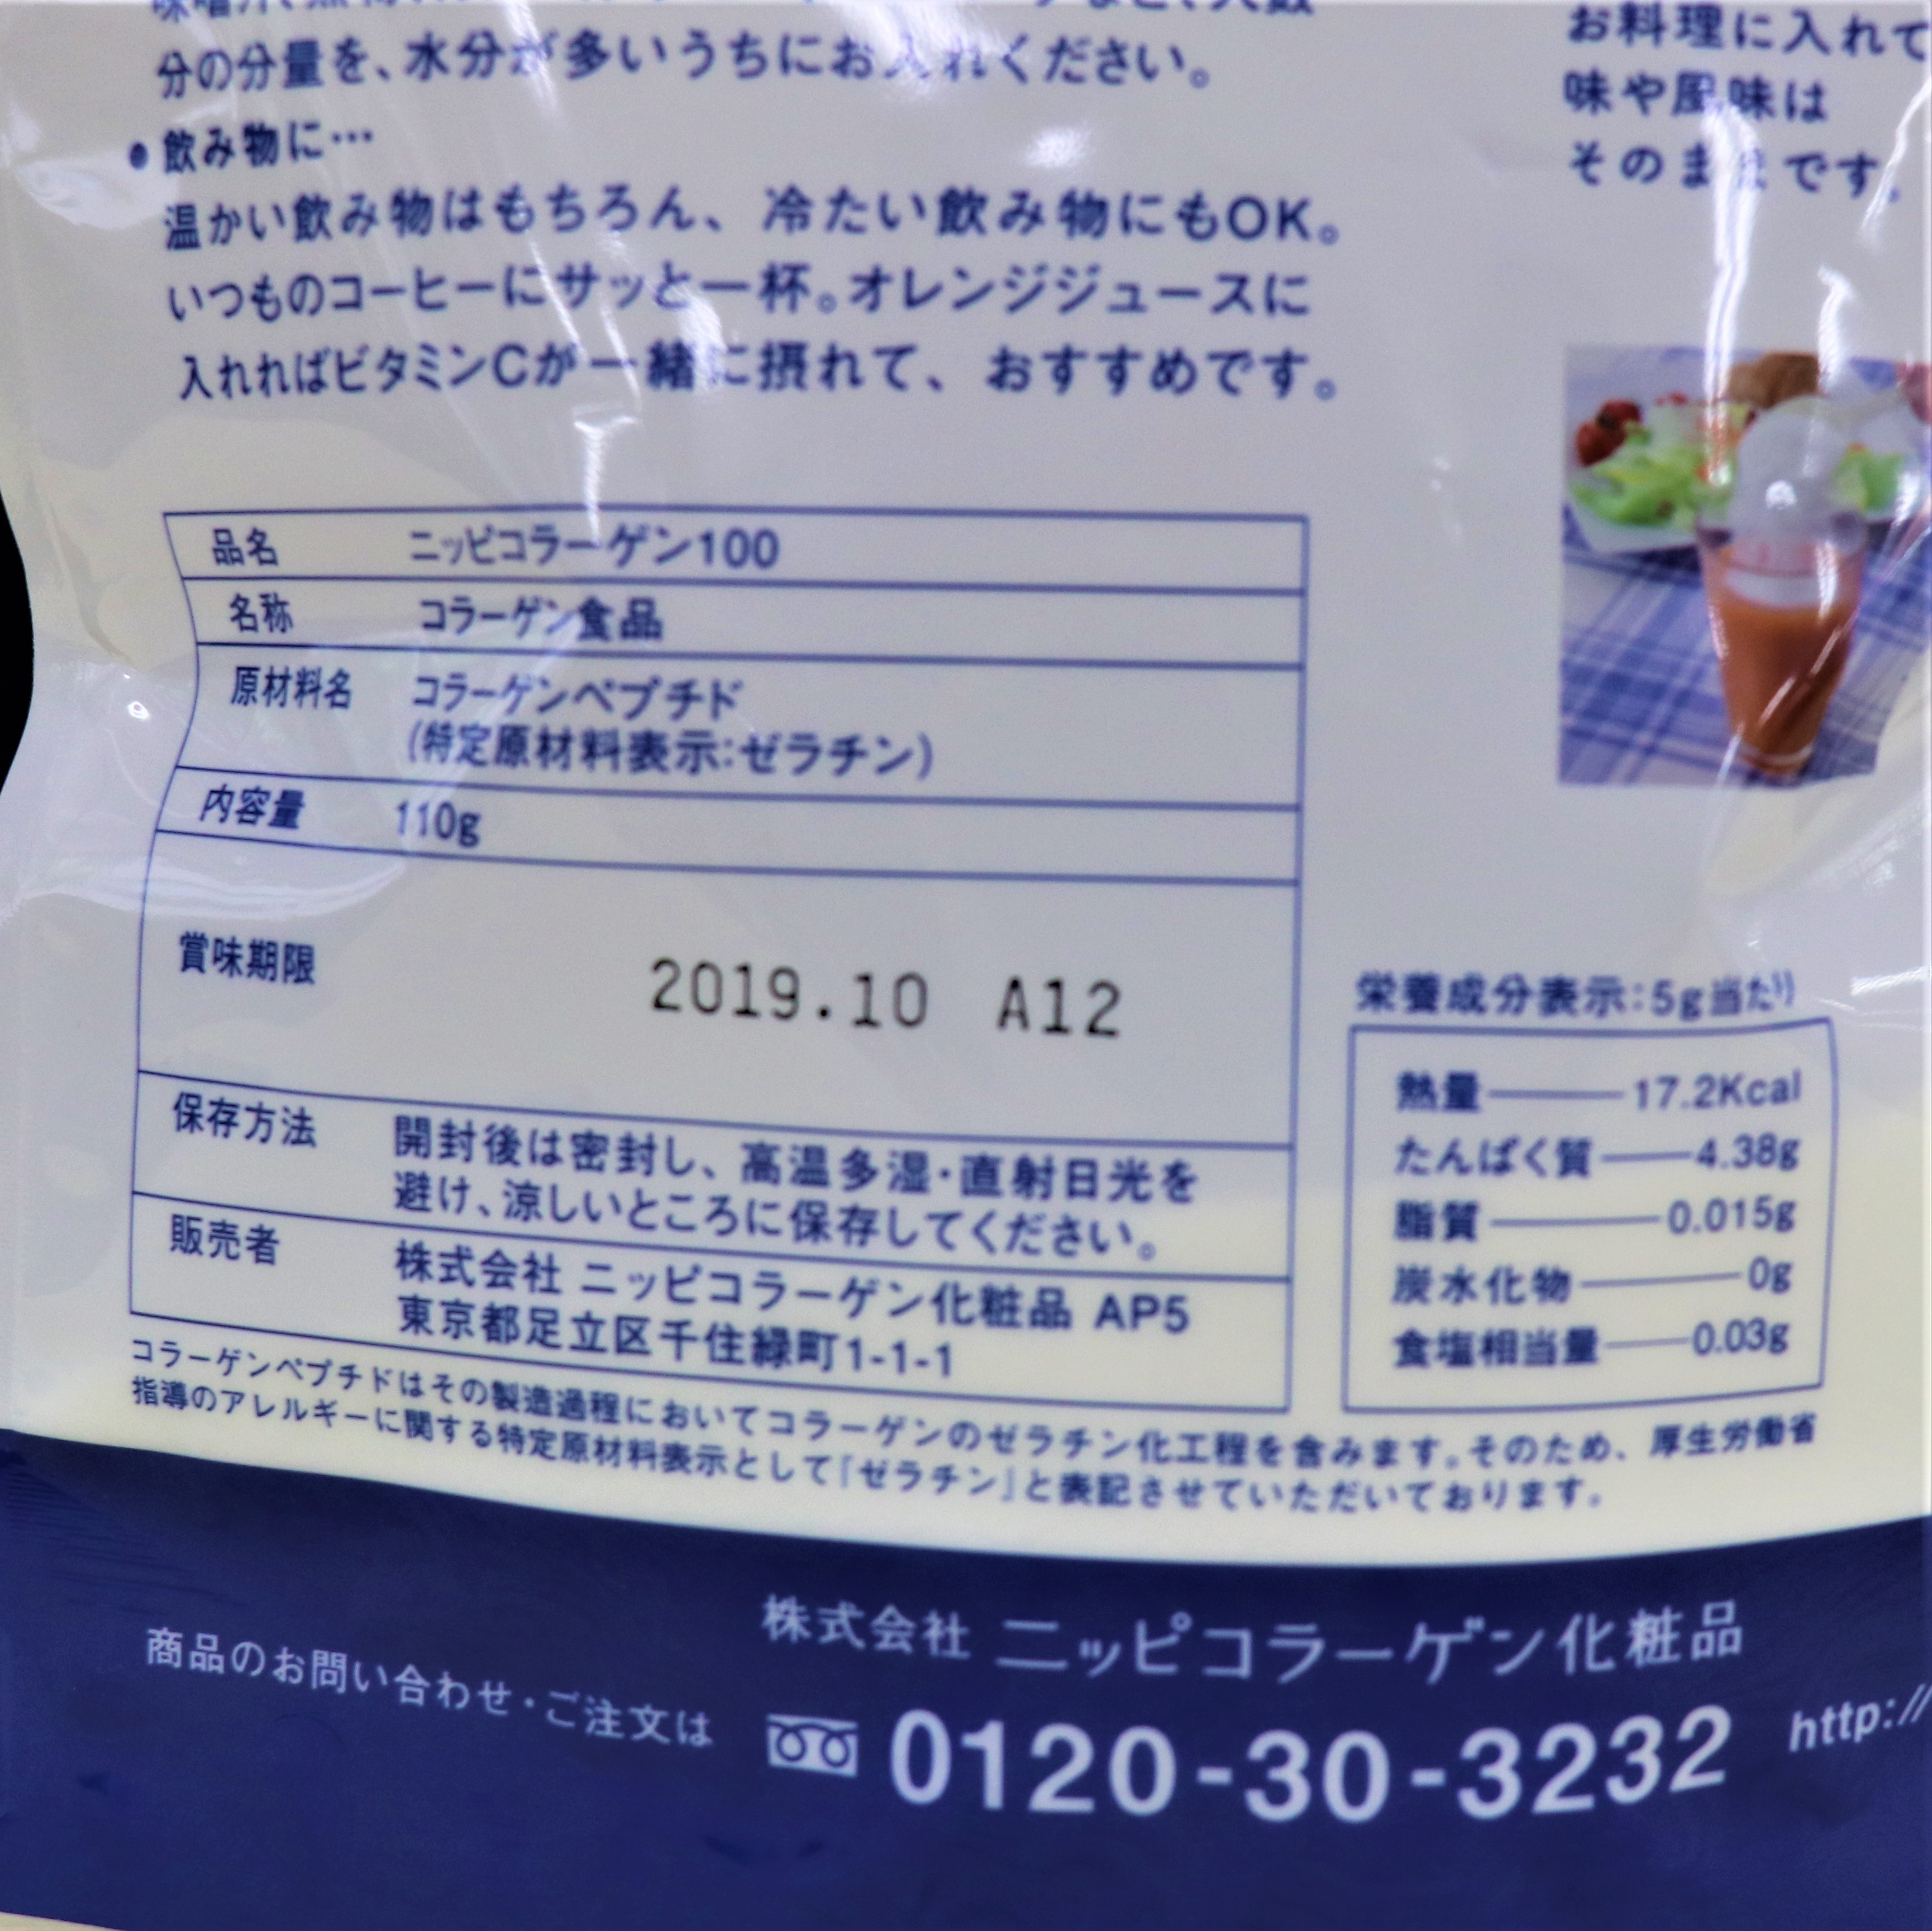 分の分量を、水分が多いうちにお入れください。
●飲み物に…
温かい飲み物はもちろん、冷たい飲み物にもOK。
いつものコーヒーにサッと一杯。オレンジジュースに
入れればビタミンCが一緒に摂れて、おすすめです。
お料理に入れて
味や風味は
そのままです。
品名 ニッピコラーゲン100
名称 コラーゲン食品
原材料名 コラーゲンペプチド
(特定原材料表示:ゼラチン)
内容量 110g
賞味期限 2019.10 A12
保存方法 開封後は密封し、高温多湿・直射日光を
避け、涼しいところに保存してください。
販売者 株式会社 ニッピコラーゲン化粧品 AP5
東京都足立区千住緑町1-1-1
栄養成分表示:5g当たり
熱量 17.2Kcal
たんぱく質 4.38g
脂質 0.015g
炭水化物 0g
食塩相当量 0.03g
コラーゲンペプチドはその製造過程においてコラーゲンのゼラチン化工程を含みます。そのため、厚生労働省
指導のアレルギーに関する特定原材料表示として「ゼラチン」と表記させていただいております。
商品のお問い合わせ・ご注文は
株式会社 ニッピコラーゲン化粧品
0120-30-3232
http://